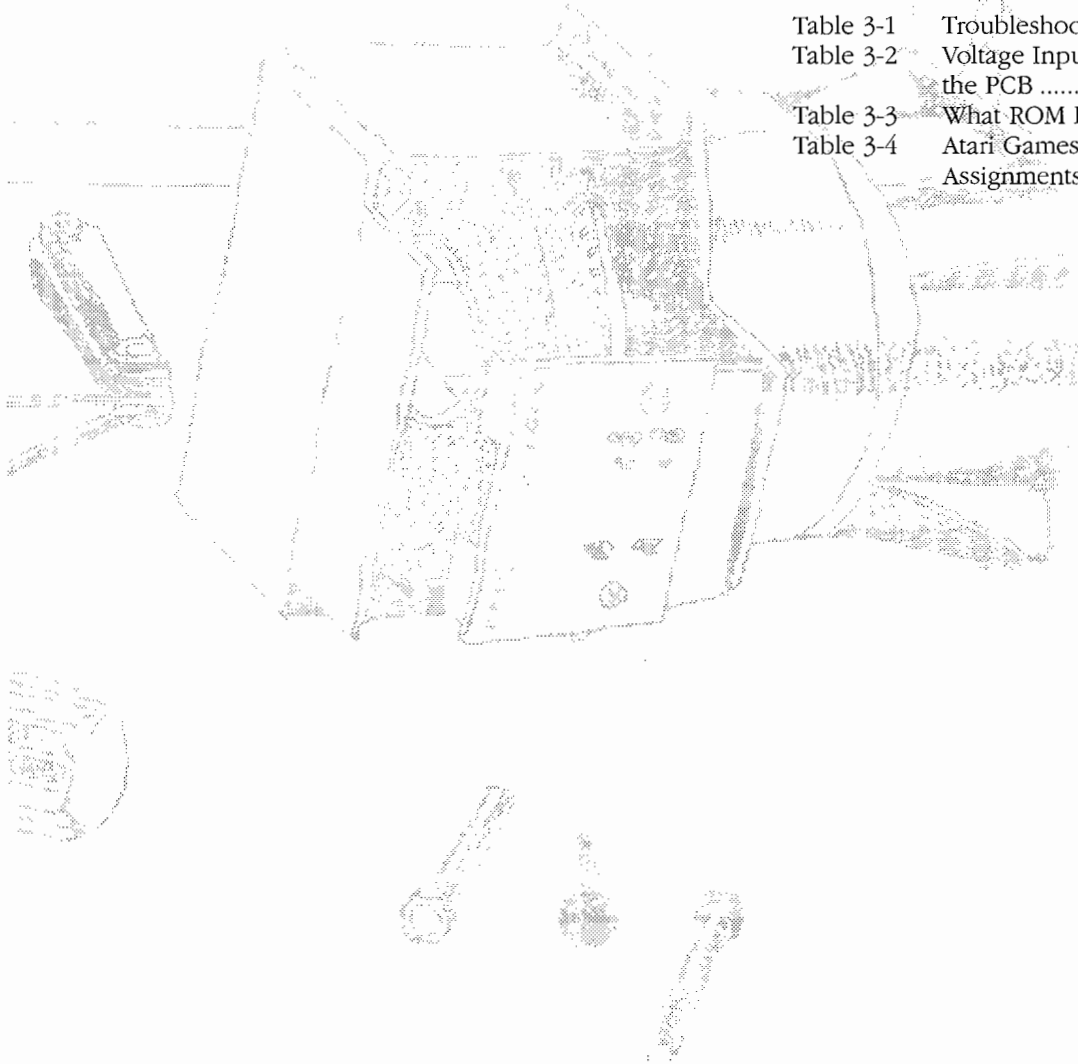 Table 3-1 Troubleshoo
Table 3-2 Voltage Inpu
the PCB ......
Table 3-3 What ROM
Table 3-4 Atari Games
Assignments